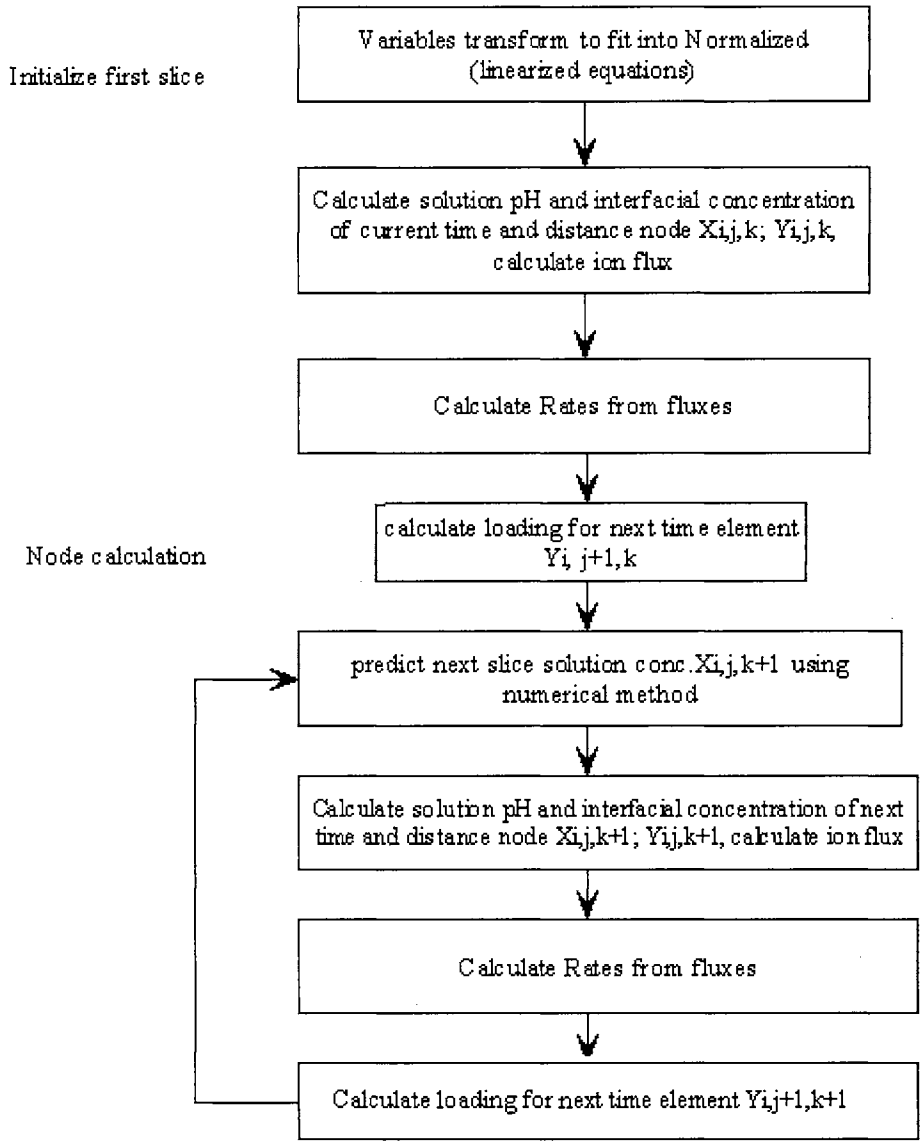 Variables transform to fit into Normalized
(linearized equations)
Initialize first slice
Calculate solution pH and interfacial concentration
of current time and distance node Xi,j,k; Yi,j,k,
calculate ion flux
Calculate Rates from fluxes
calculate loading for next time element
Yi, j+1,k
Node calculation
predict next slice solution conc.Xi,j,k+1 using
numerical method
Calculate solution pH and interfacial concentration of next
time and distance node Xi,j,k+1; Yi,j,k+1, calculate ion flux
Calculate Rates from fluxes
Calculate loading for next time element Yi,j+1,k+1